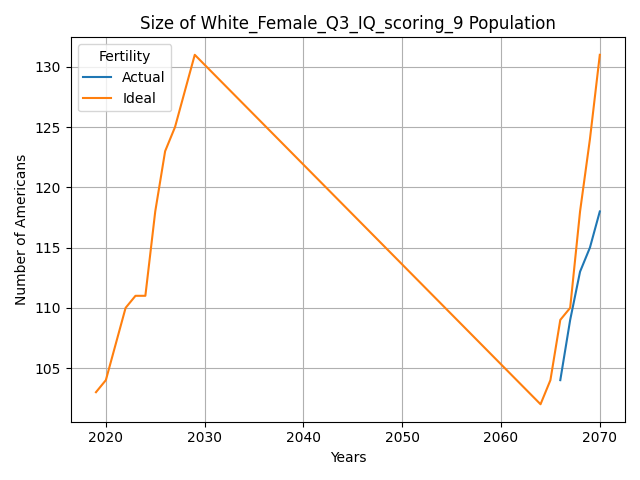 Size of White_Female_Q3_IQ_scoring_9 Population
Fertility
Actual
Ideal
130
125
120
115
110
105
Number of Americans
2020 2030 2040 2050 2060 2070
Years